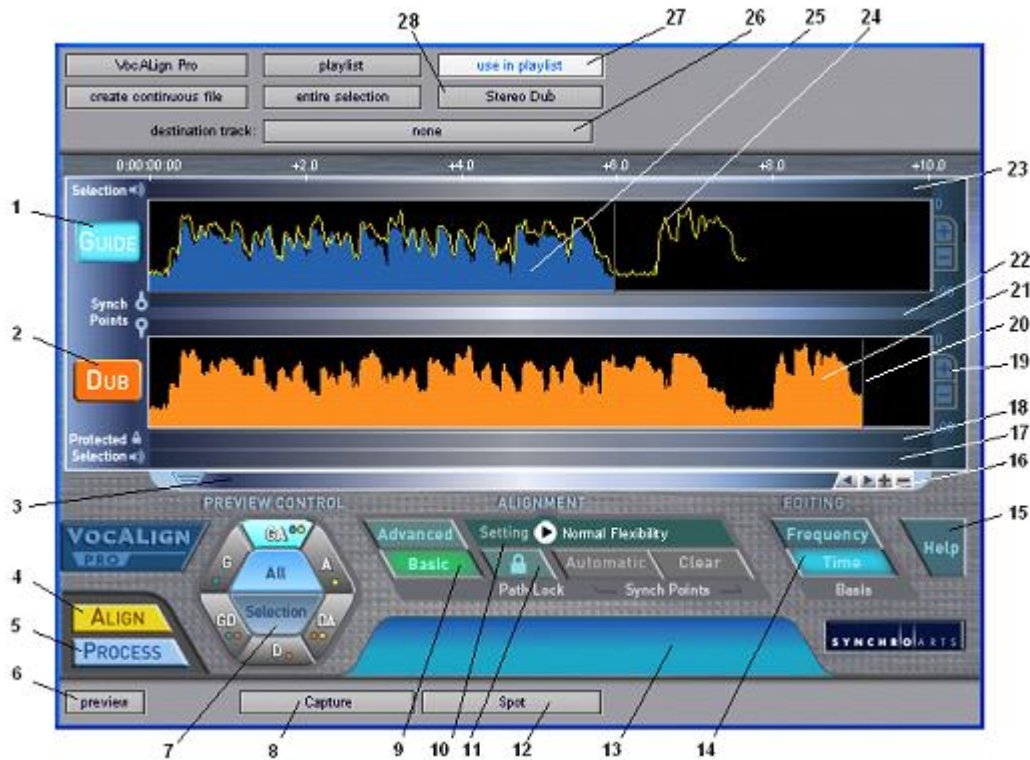 28 27 26 25 24
VocALign Pro playlist use in playlist
create continuous file entire selection Stereo Dub
destination track: none
0:00:00:00 +2.0 +4.0 +6.0 +8.0 +10.0
Selection 23
1
GUIDE
22
Synch
Points
21
2
20
DUB
19
18
Protected
17
Selection
16
3
PREVIEW CONTROL ALIGNMENT EDITING:
15
VOCALIGN
PRO
GA
G A
All
Advanced Setting Normal Flexibility Frequency
Basic Automatic Clear Time Help
Path Lock Synch Points Basis
4
ALIGN
Selection
GD DA
D
5
PROCESS
SYNCHROARTS
6
preview Capture Spot
7 8 9 10 11 12 13 14